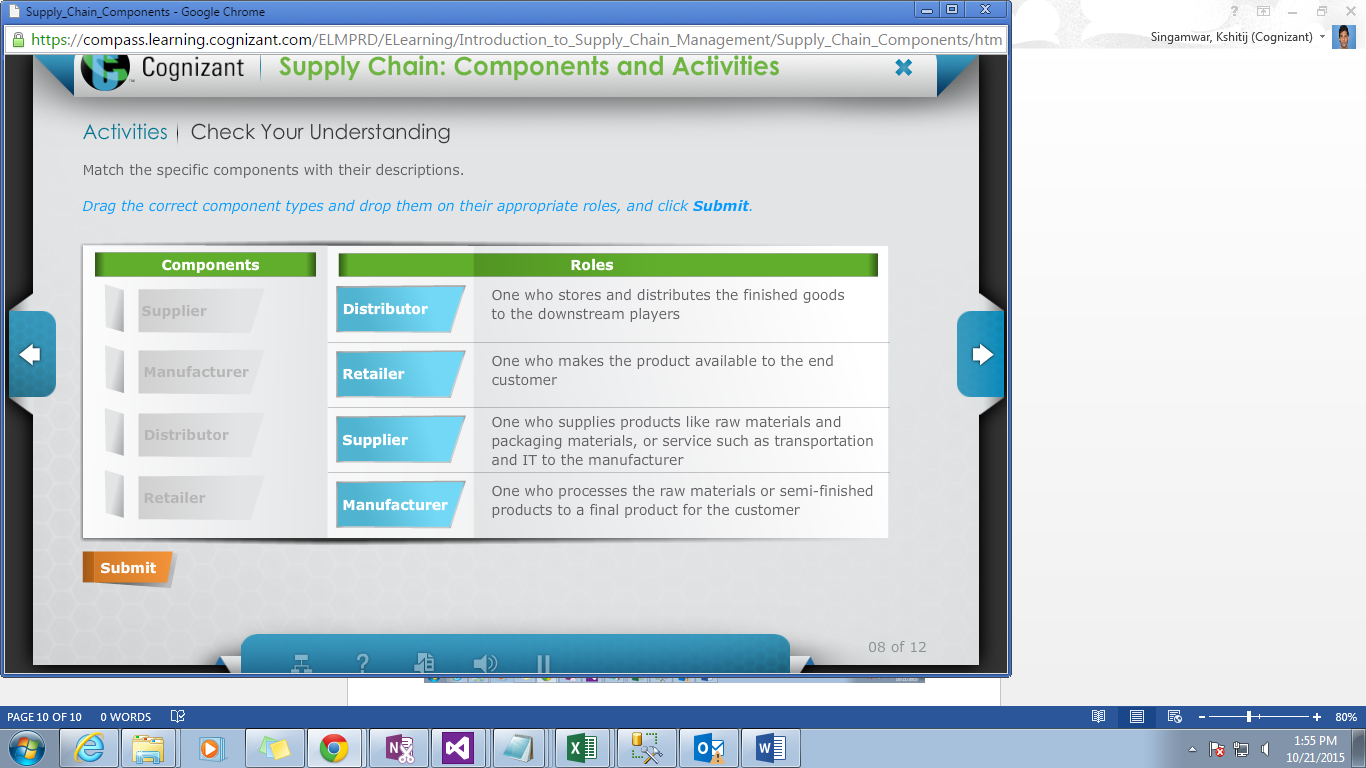 Supply_Chain_Components - Google Chrome
https://compass.learning.cognizant.com/ELMPRD/ELearning/Introduction_to_Supply_Chain_Management/Supply_Chain_Components/htm
Singamwar, Kshitij (Cognizant)
Cognizant
Supply Chain: Components and Activities
Activities | Check Your Understanding
Match the specific components with their descriptions.
Drag the correct component types and drop them on their appropriate roles, and click Submit.
Components
Roles
Supplier
Manufacturer
Distributor
Retailer
Distributor
One who stores and distributes the finished goods
to the downstream players
Retailer
One who makes the product available to the end
customer
Supplier
One who supplies products like raw materials and
packaging materials, or service such as transportation
and IT to the manufacturer
Manufacturer
One who processes the raw materials or semi-finished
products to a final product for the customer
Submit
08 of 12
PAGE 10 OF 10 0 WORDS
80%
1:55 PM
10/21/2015